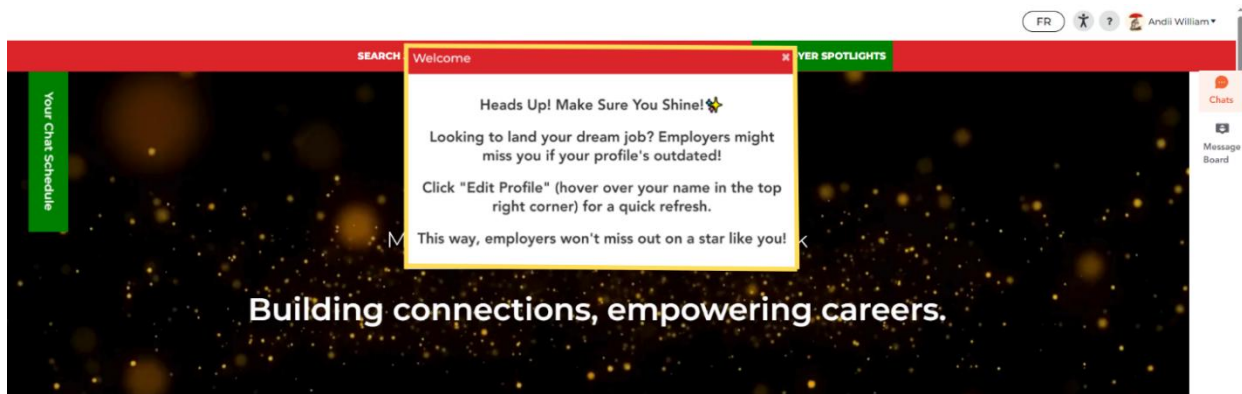 FR
?
Andii William
SEARCH
YER SPOTLIGHTS
Welcome
Heads Up! Make Sure You Shine!
Looking to land your dream job? Employers might
miss you if your profile's outdated!
Click "Edit Profile" (hover over your name in the top
right corner) for a quick refresh.
This way, employers won't miss out on a star like you!
Your Chat Schedule
Chats
Message
Board
M
k
Building connections, empowering careers.